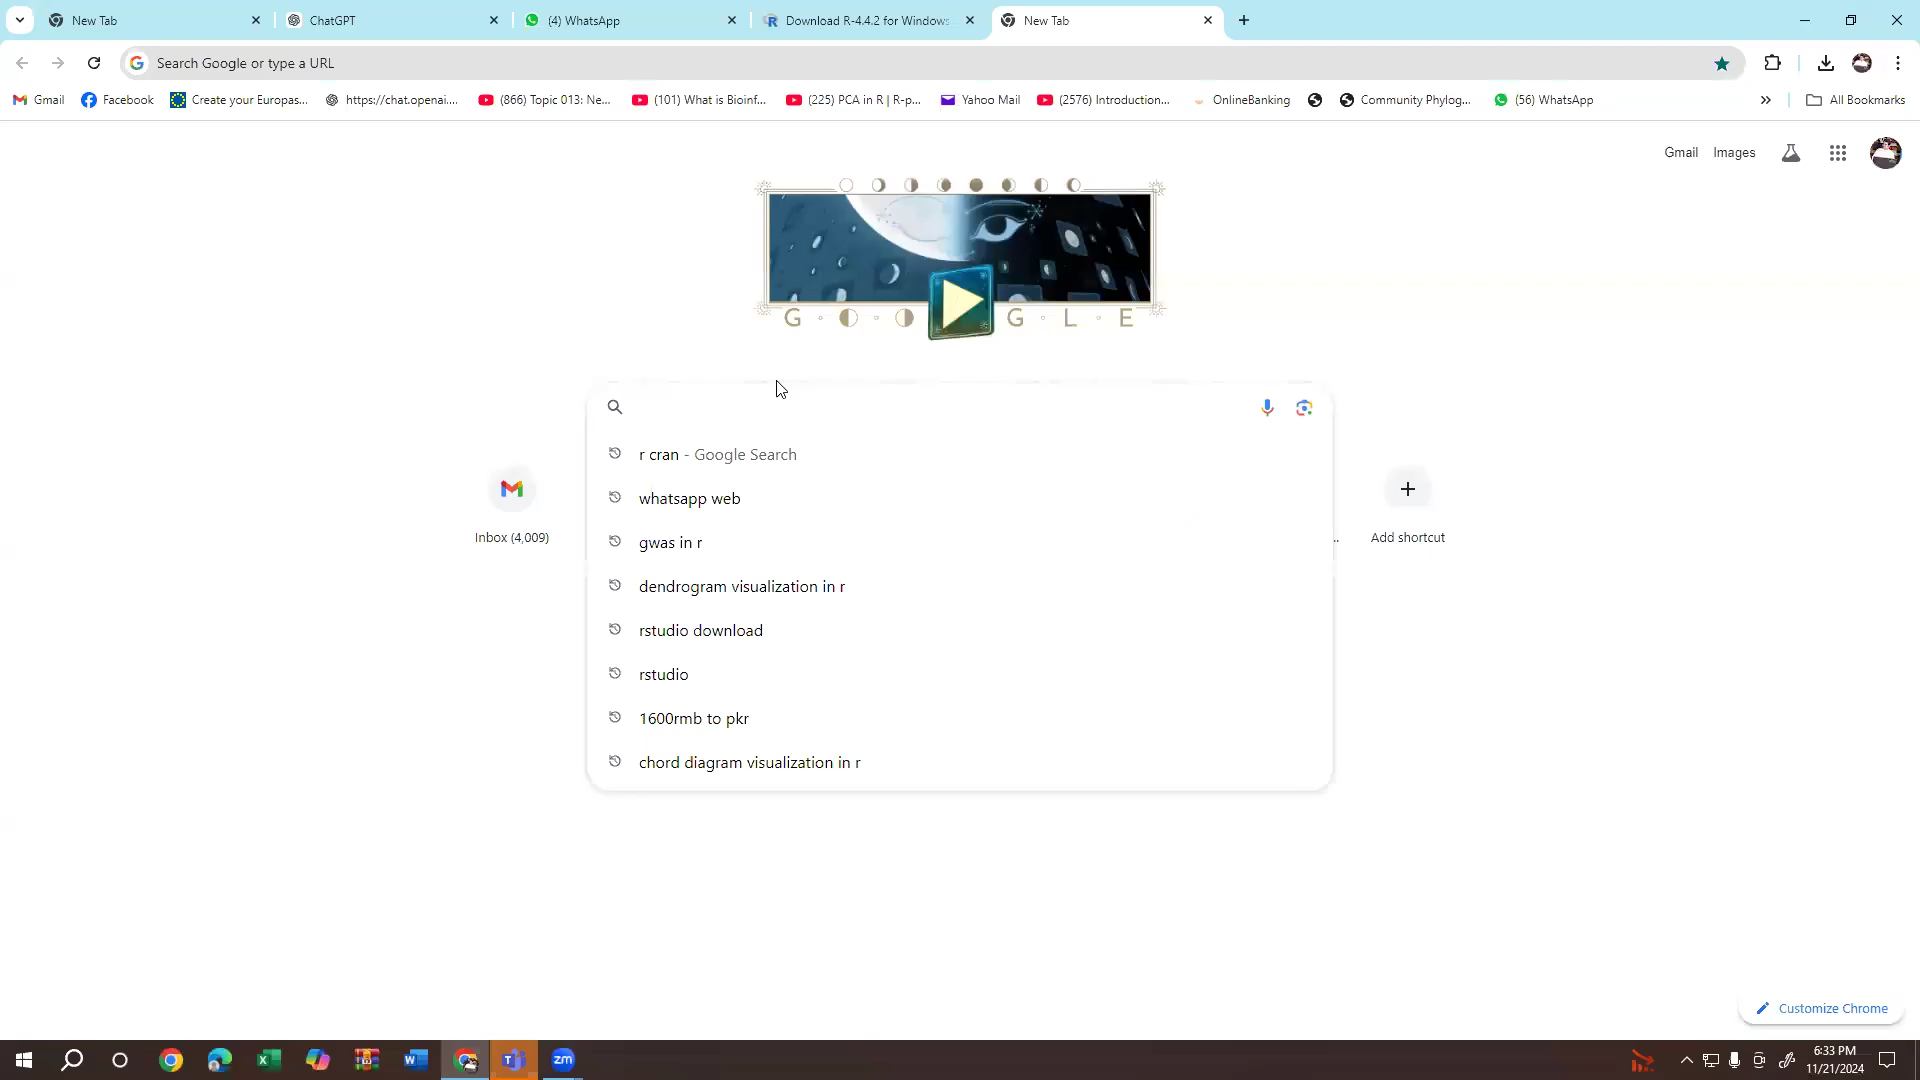 New Tab
ChatGPT
(4) WhatsApp
Download R-4.4.2 for Windows
New Tab
Search Google or type a URL
Gmail
Facebook
Create your Europas...
https://chat.openai....
(866) Topic 013: Ne...
(101) What is Bioinf...
(225) PCA in R | R-p...
Yahoo Mail
(2576) Introduction...
OnlineBanking
Community Phylog...
(56) WhatsApp
All Bookmarks
Gmail Images
G O O G L E
r cran - Google Search
whatsapp web
gwas in r
dendrogram visualization in r
rstudio download
rstudio
1600rmb to pkr
chord diagram visualization in r
Inbox (4,009)
...
Add shortcut
Customize Chrome
zm
6:33 PM
11/21/2024